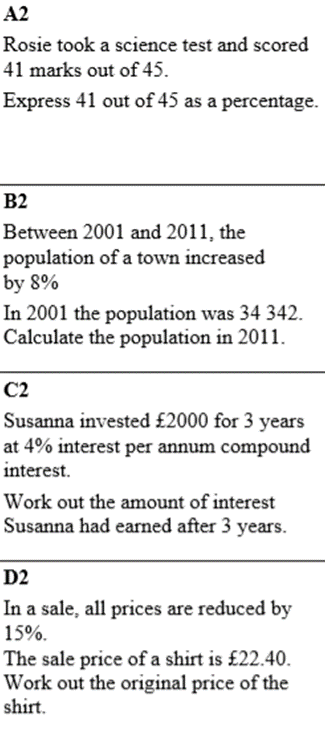 A2
Rosie took a science test and scored
41 marks out of 45.
Express 41 out of 45 as a percentage.
B2
Between 2001 and 2011, the
population of a town increased
by 8%
In 2001 the population was 34 342.
Calculate the population in 2011.
C2
Susanna invested £2000 for 3 years
at 4% interest per annum compound
interest.
Work out the amount of interest
Susanna had earned after 3 years.
D2
In a sale, all prices are reduced by
15%.
The sale price of a shirt is £22.40.
Work out the original price of the
shirt.